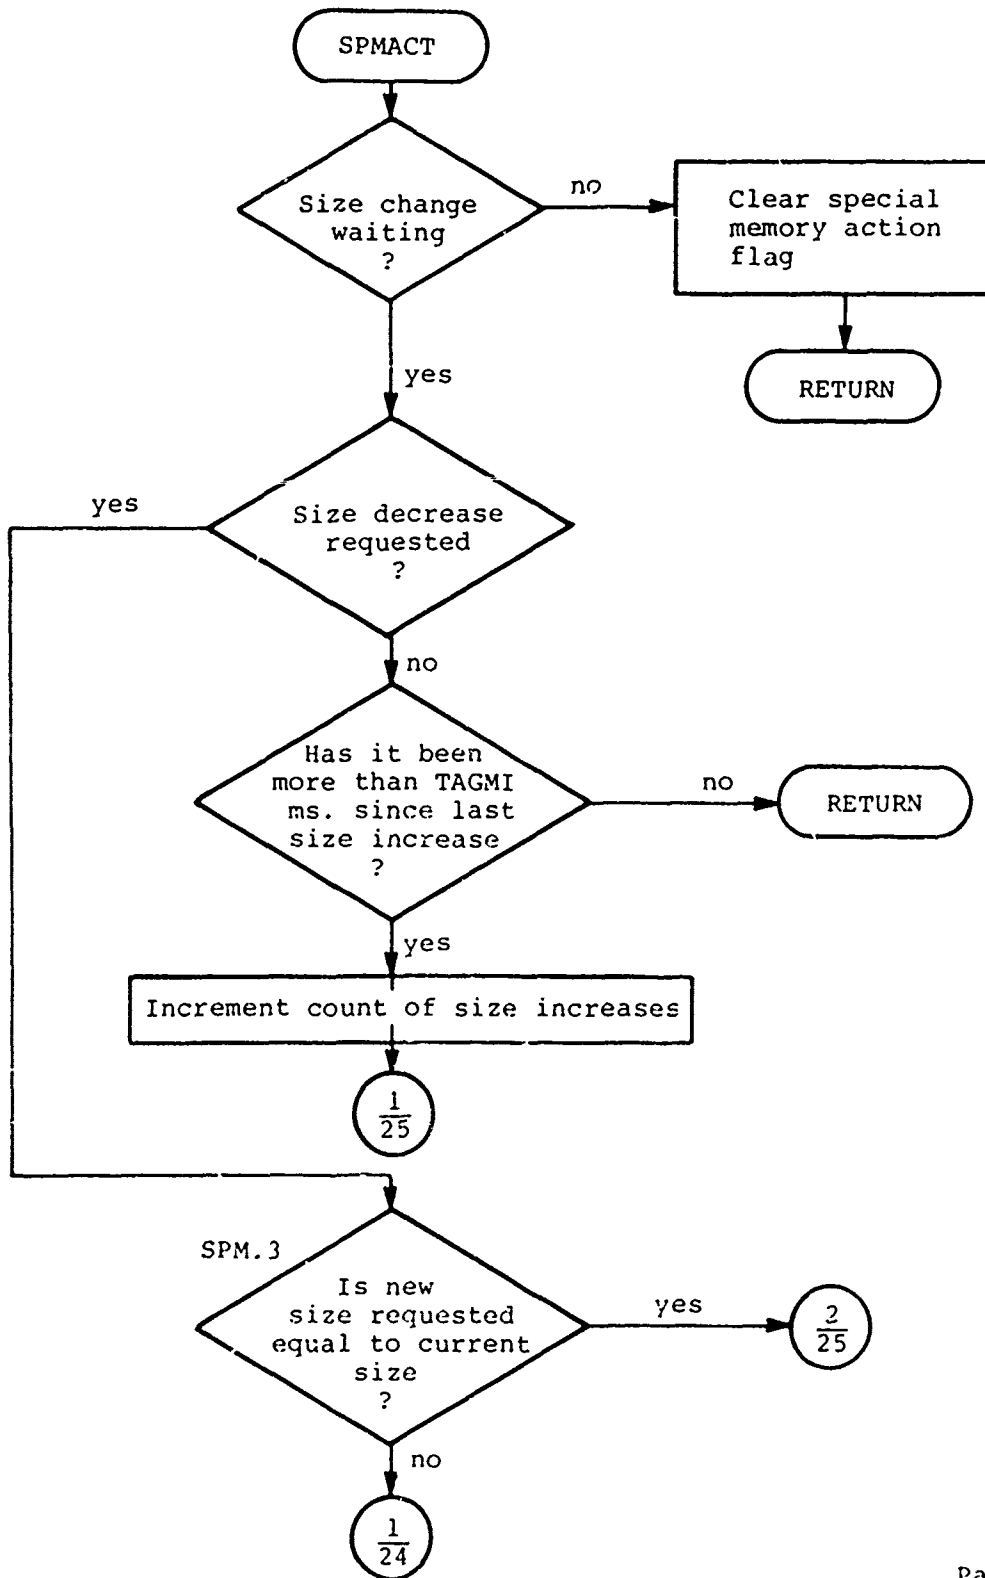 SPMACT
Size change
waiting
?
no
Clear special
memory action
flag
RETURN
yes
yes
Size decrease
requested
?
no
Has it been
more than TAGMI
ms. since last
size increase
?
no
RETURN
yes
Increment count of size increases
1
25
SPM.3
Is new
size requested
equal to current
size
?
yes
2
25
no
1
24
Pa